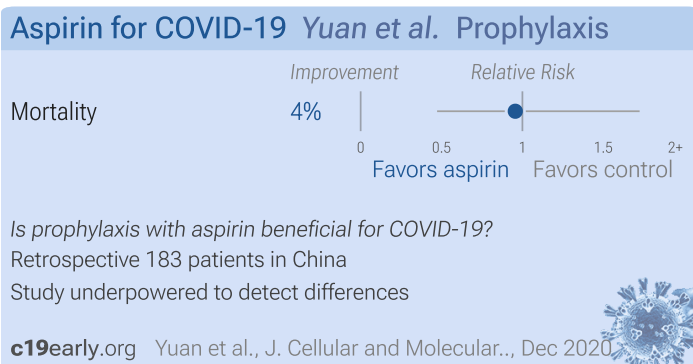 Aspirin for COVID-19 Yuan et al. Prophylaxis
Improvement Relative Risk
Mortality 4%
0 0.5 1 1.5 2+
Favors aspirin Favors control
Is prophylaxis with aspirin beneficial for COVID-19?
Retrospective 183 patients in China
Study underpowered to detect differences
c19early.org Yuan et al., J. Cellular and Molecular.., Dec 2020